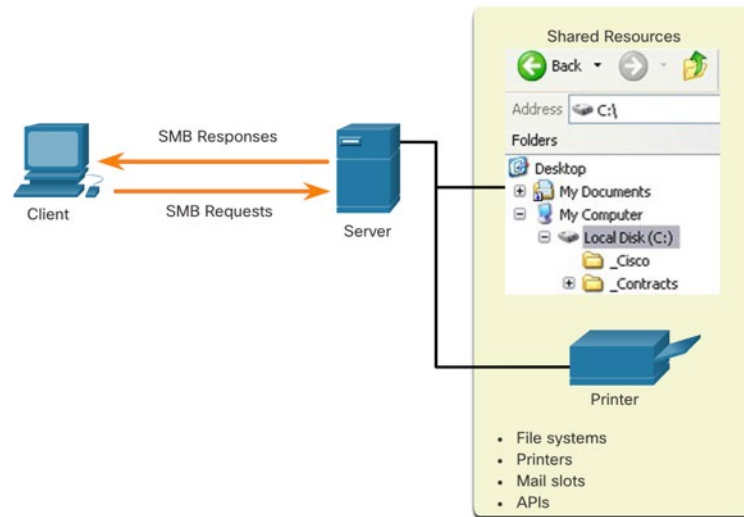 SMB Responses
SMB Requests
Client
Server
Shared Resources
Back
Address C:\
Folders
Desktop
My Documents
My Computer
Local Disk (C:)
_Cisco
_Contracts
Printer
• File systems
• Printers
• Mail slots
• APIs